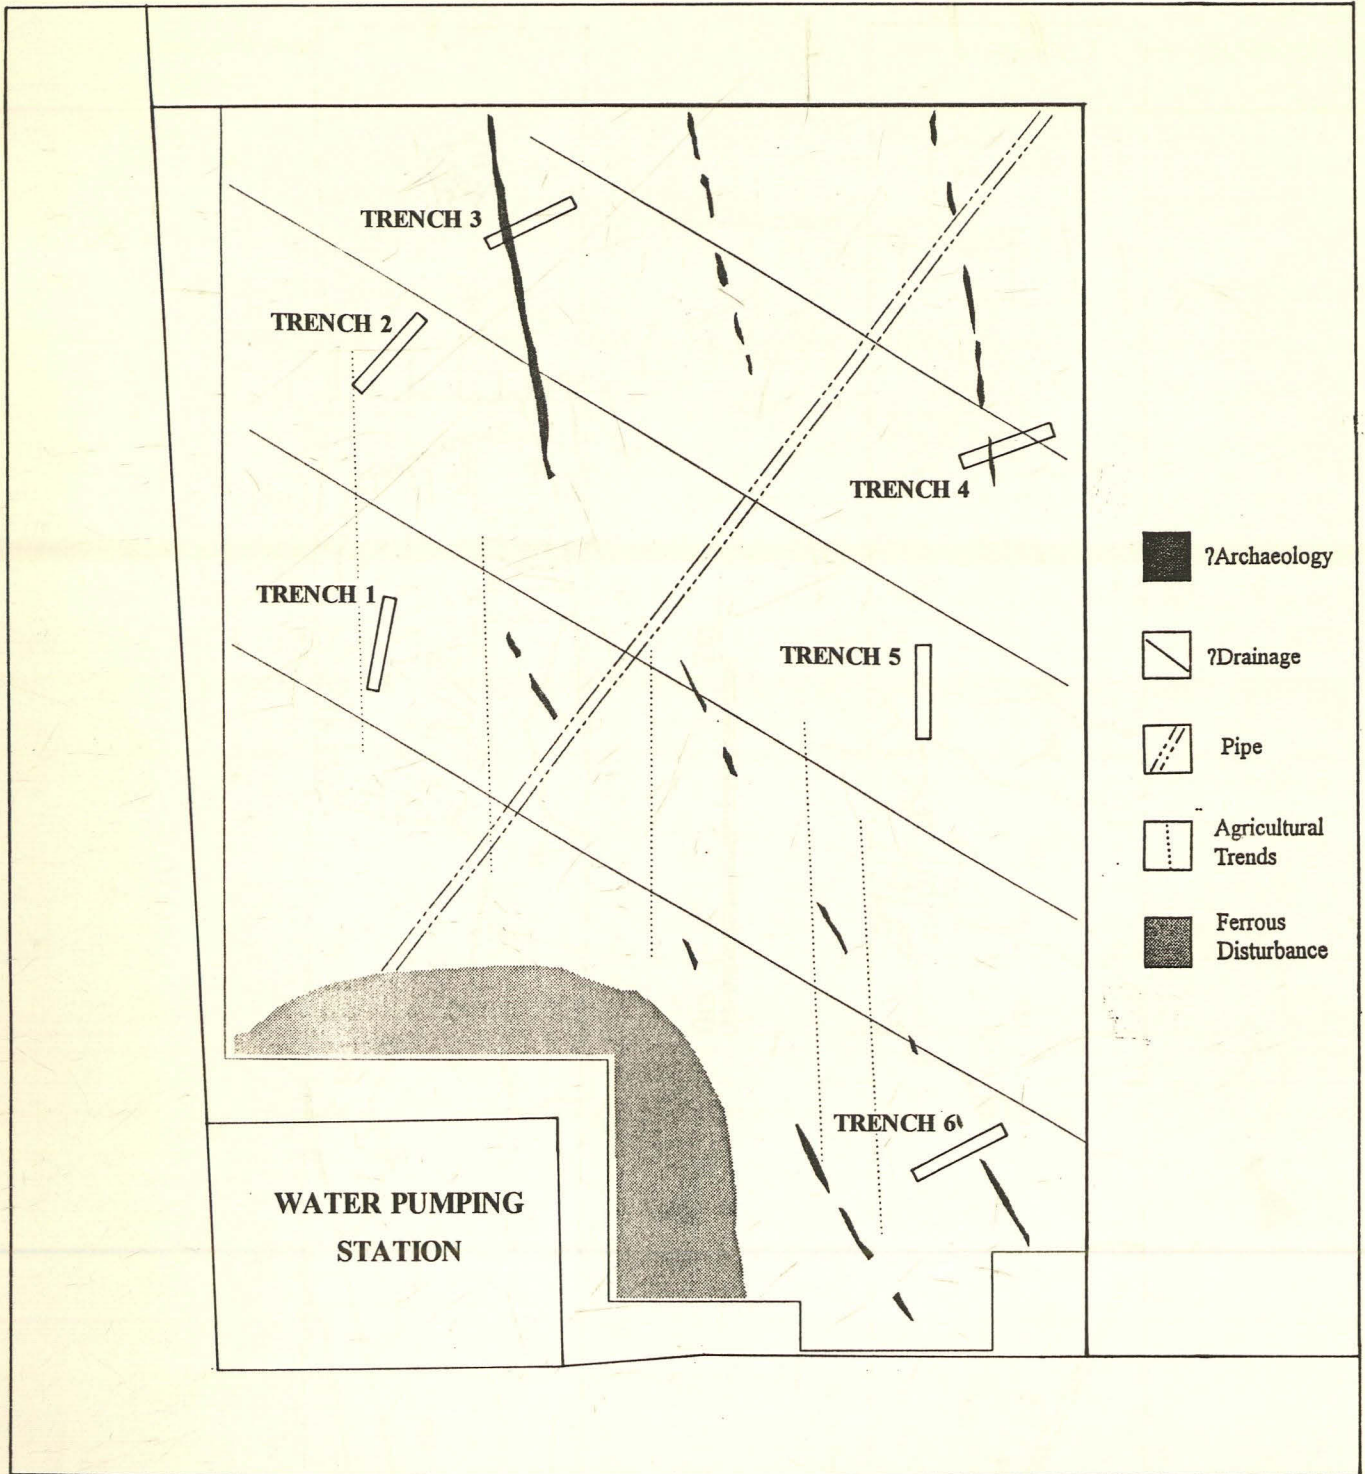 TRENCH 3
TRENCH 2
TRENCH 4
TRENCH 1
TRENCH 5
TRENCH 6
WATER PUMPING
STATION
?Archaeology
?Drainage
Pipe
Agricultural
Trends
Ferrous
Disturbance